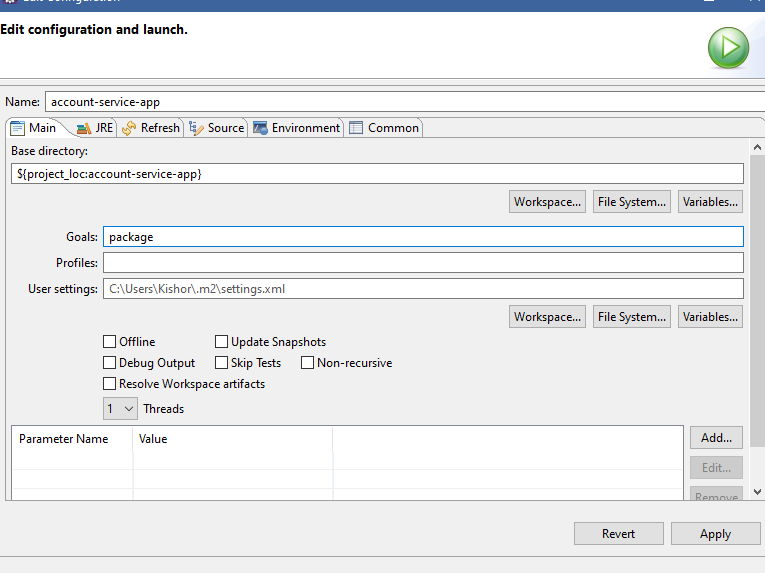 Edit configuration and launch.
Name: account-service-app
Main JRE Refresh Source Environment Common
Base directory:
${project_loc:account-service-app}
Workspace... File System... Variables...
Goals: package
Profiles:
User settings: C:\Users\Kishor\.m2\settings.xml
Workspace... File System... Variables...
Offline Update Snapshots
Debug Output Skip Tests Non-recursive
Resolve Workspace artifacts
1 Threads
Parameter Name Value Add...
Edit...
Remove
Revert Apply